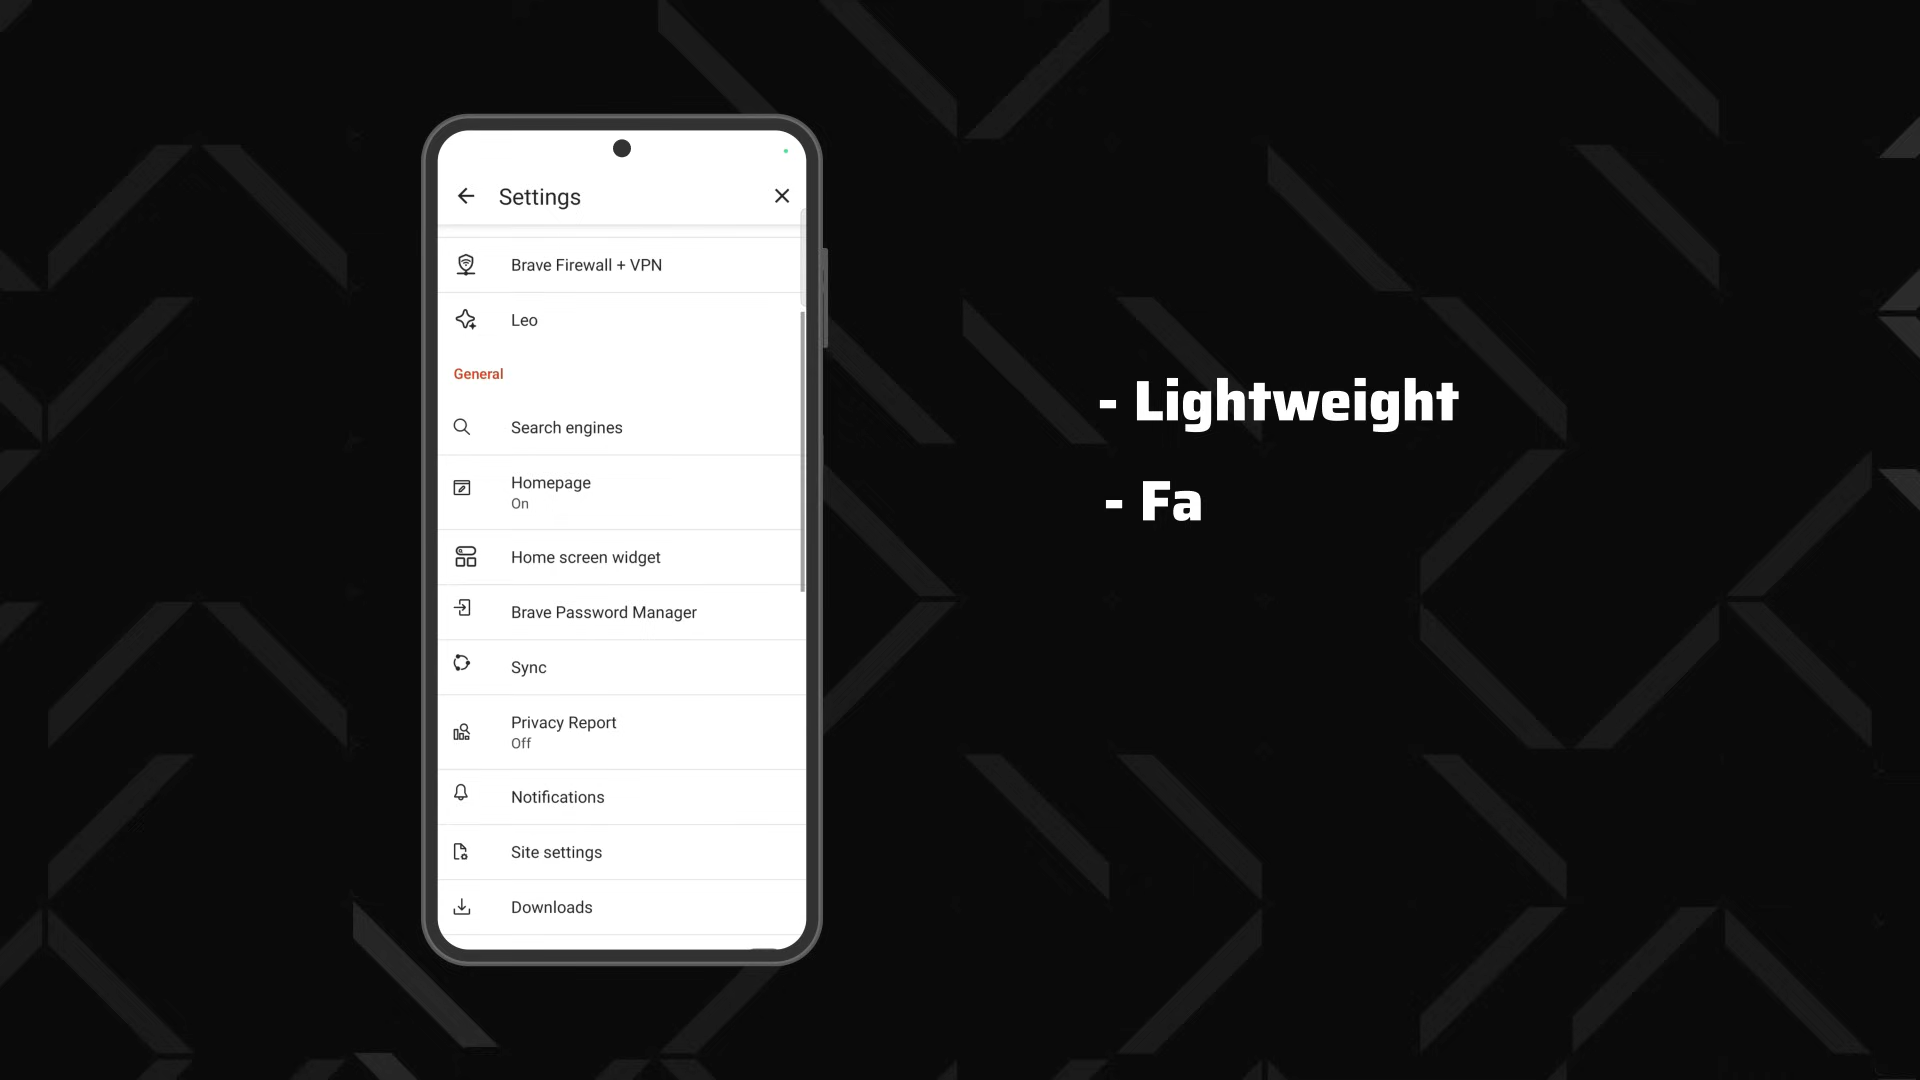 Settings
Brave Firewall + VPN
Leo
General
Search engines
Homepage
On
Home screen widget
Brave Password Manager
Sync
Privacy Report
Off
Notifications
Site settings
Downloads
- Lightweight
- Fa